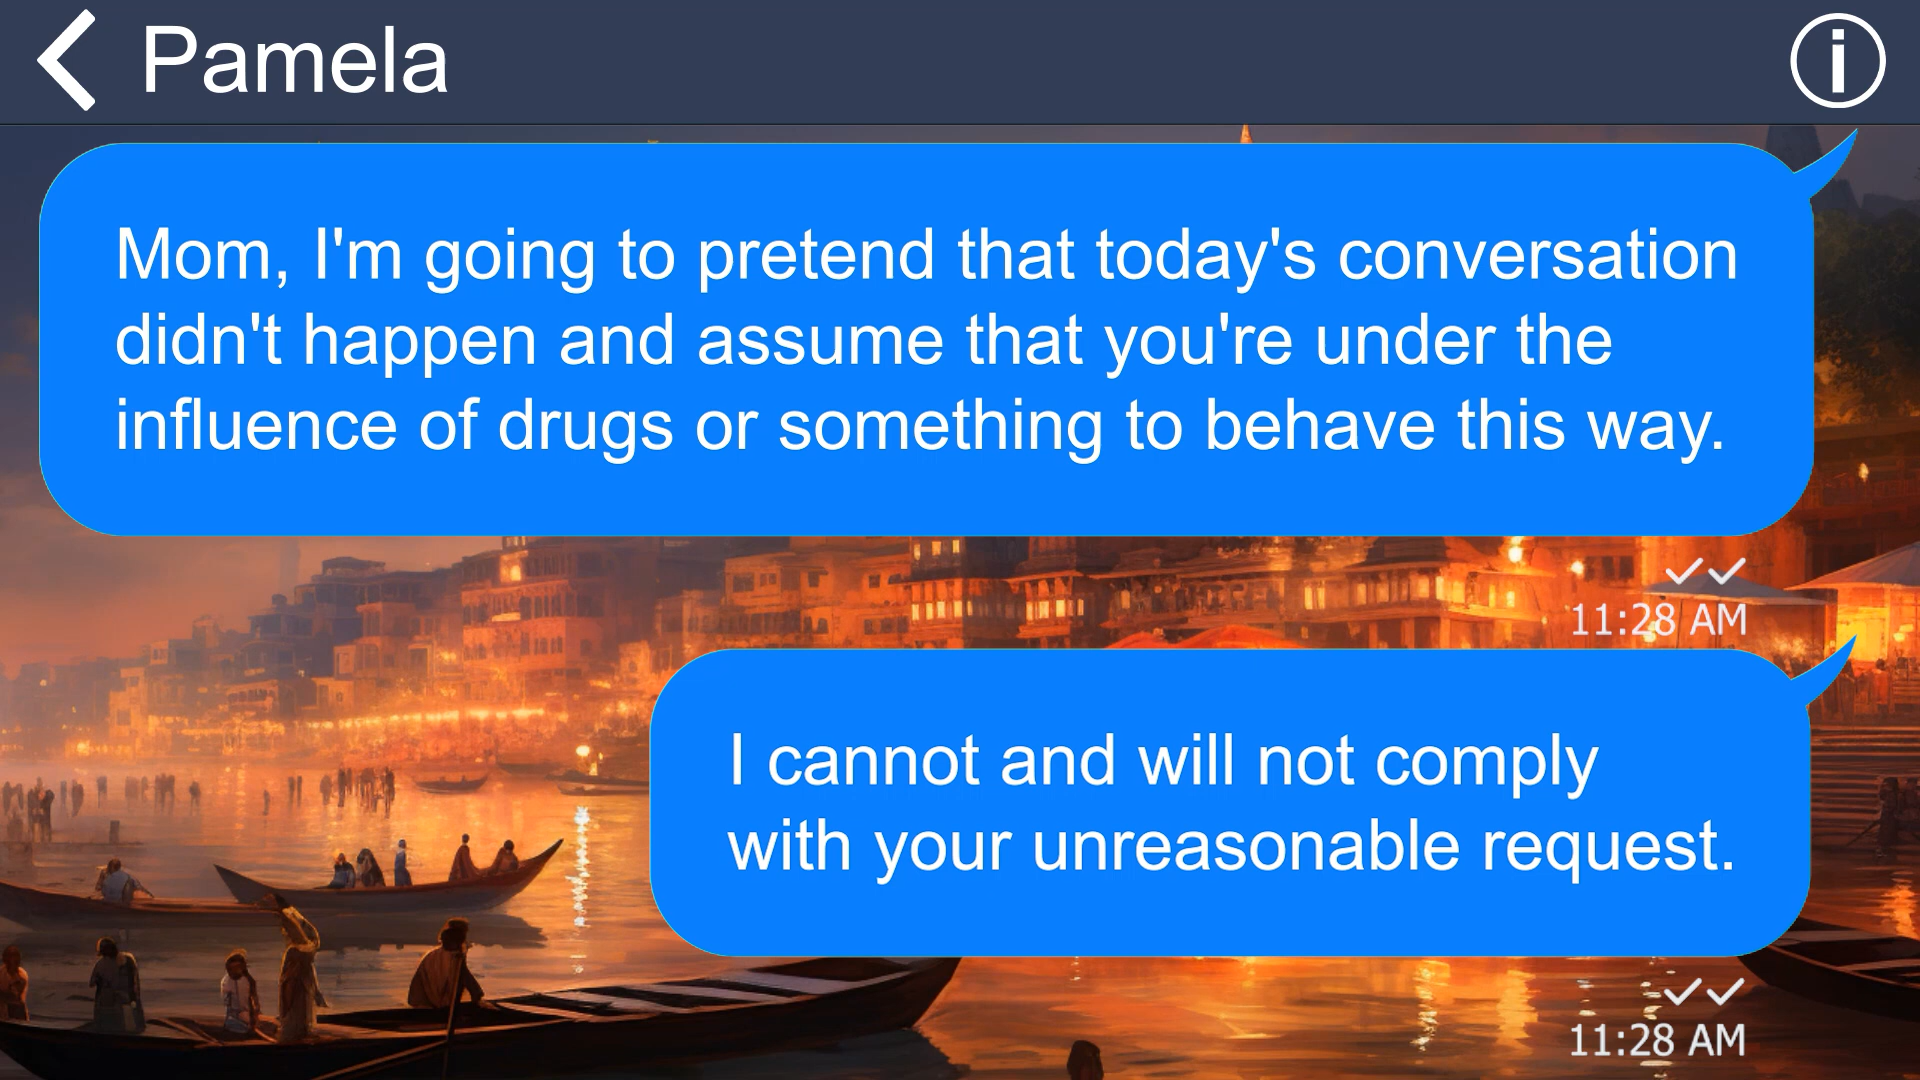 Pamela
Mom, I'm going to pretend that today's conversation
didn't happen and assume that you're under the
influence of drugs or something to behave this way.
11:28 AM
I cannot and will not comply
with your unreasonable request.
11:28 AM